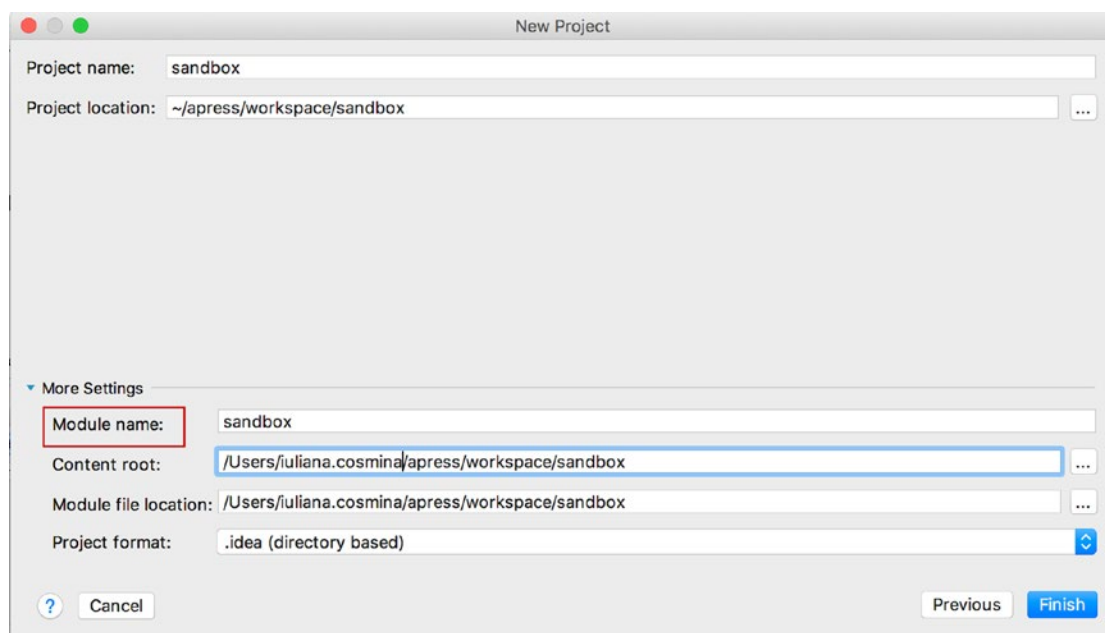 New Project
Project name: sandbox
Project location: ~/apress/workspace/sandbox ...
More Settings
Module name: sandbox
Content root: /Users/iuliana.cosmina/apress/workspace/sandbox ...
Module file location: /Users/iuliana.cosmina/apress/workspace/sandbox ...
Project format: .idea (directory based)
? Cancel Previous Finish